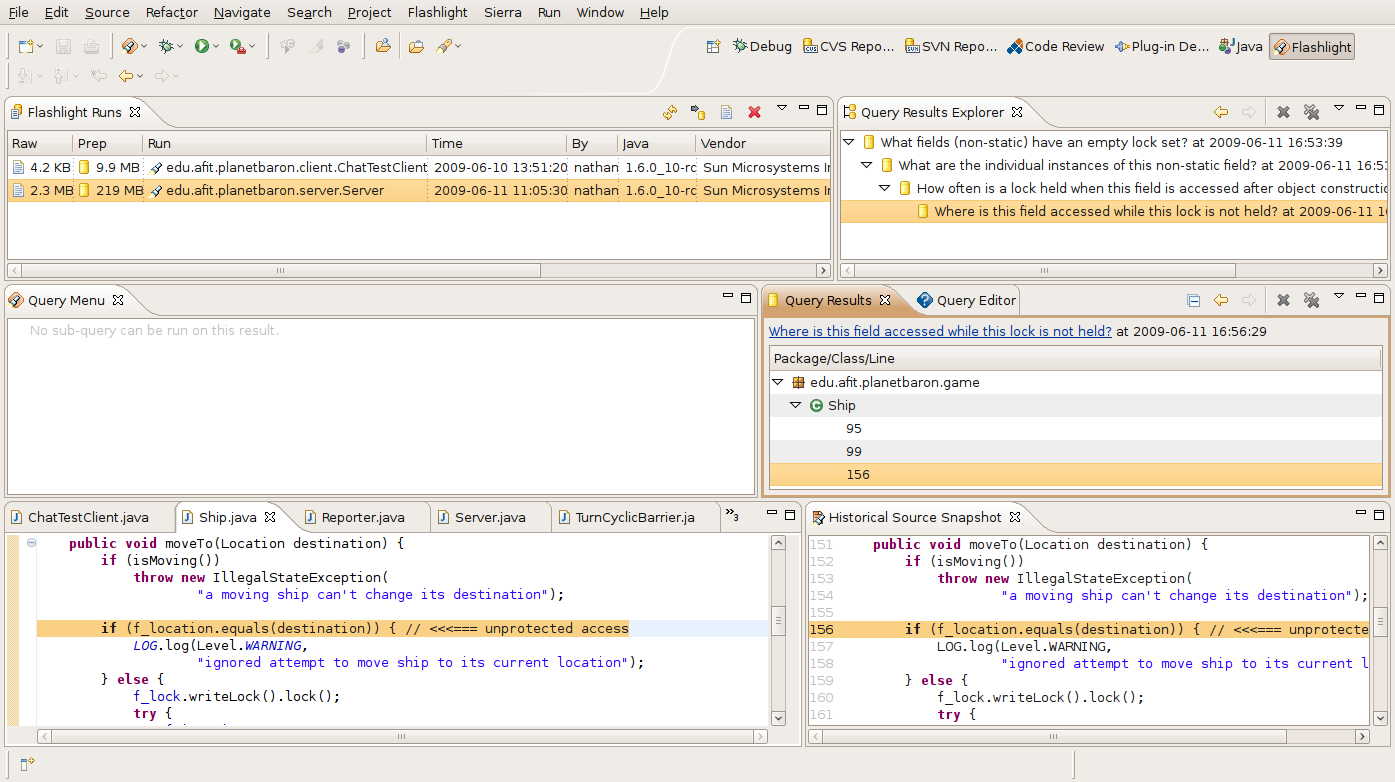 File Edit Source Refactor Navigate Search Project Flashlight Sierra Run Window Help
Debug CVS Repo... SVN Repo... Code Review Plug-in De... Java Flashlight
Flashlight Runs
Raw Prep Run Time By Java Vendor
4.2 KB 9.9 MB edu.afit.planetbaron.client.ChatTestClient 2009-06-10 13:51:20 nathan 1.6.0_10-rc Sun Microsystems In
2.3 MB 219 MB edu.afit.planetbaron.server.Server 2009-06-11 11:05:30 nathan 1.6.0_10-rc Sun Microsystems In
Query Results Explorer
What fields (non-static) have an empty lock set? at 2009-06-11 16:53:39
What are the individual instances of this non-static field? at 2009-06-11 16:53
How often is a lock held when this field is accessed after object constructio
Where is this field accessed while this lock is not held? at 2009-06-11 16
Query Menu
No sub-query can be run on this result.
Query Results Query Editor
Where is this field accessed while this lock is not held? at 2009-06-11 16:56:29
Package/Class/Line
edu.afit.planetbaron.game
Ship
95
99
156
ChatTestClient.java Ship.java Reporter.java Server.java TurnCyclicBarrier.ja »3
public void moveTo(Location destination) {
if (isMoving())
throw new IllegalStateException(
"a moving ship can't change its destination");
if (f_location.equals(destination)) { // <<<=== unprotected access
LOG.log(Level.WARNING,
"ignored attempt to move ship to its current location");
} else {
f_lock.writeLock().lock();
try {
Historical Source Snapshot
151 public void moveTo(Location destination) {
152 if (isMoving())
153 throw new IllegalStateException(
154 "a moving ship can't change its destination");
155
156 if (f_location.equals(destination)) { // <<<=== unprotecte
157 LOG.log(Level.WARNING,
158 "ignored attempt to move ship to its current l
159 } else {
160 f_lock.writeLock().lock();
161 try {